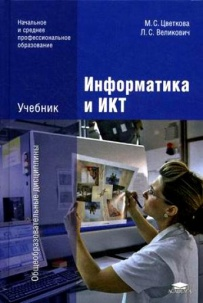 Начальное
и среднее
профессиональное
образование
М. С. Цветкова
Л. С. Великович
Информатика
и ИКТ
Учебник
Общеобразовательные дисциплины